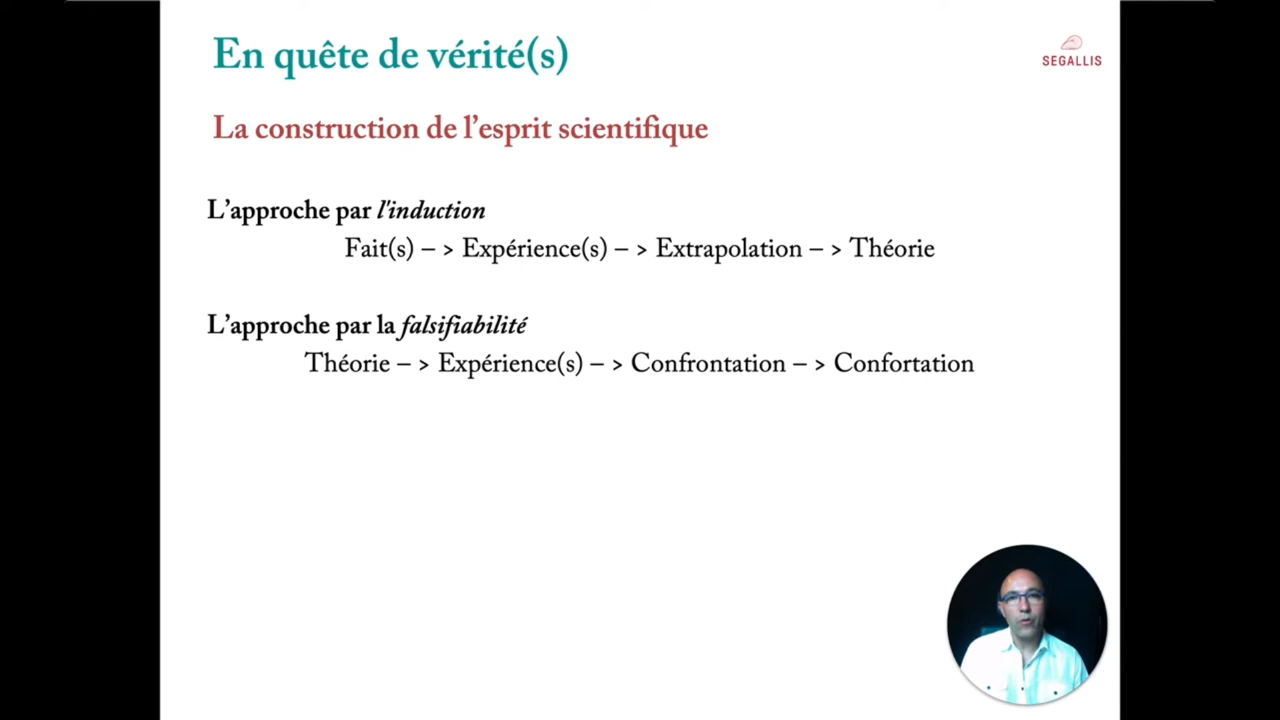 En quête de vérité(s)
SEGALLIS
La construction de l’esprit scientifique
L’approche par l'induction
Fait(s) – > Expérience(s) – > Extrapolation – > Théorie
L’approche par la falsifiabilité
Théorie – > Expérience(s) – > Confrontation – > Confortation